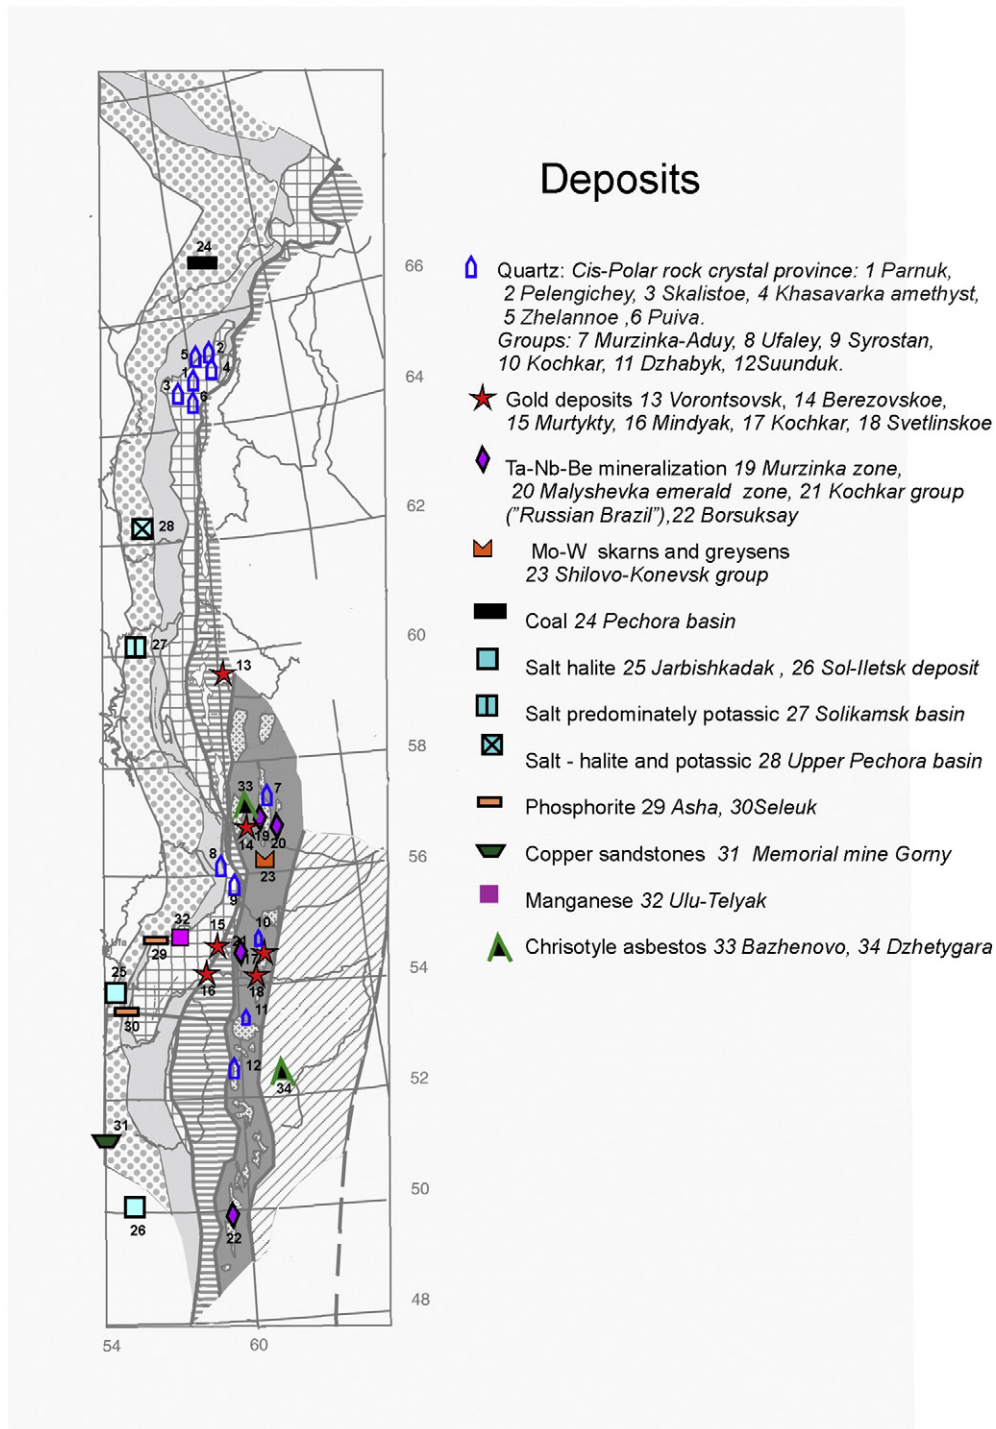 Deposits
Quartz: Cis-Polar rock crystal province: 1 Parnuk,
2 Pelengichey, 3 Skalistoe, 4 Khasavarka amethyst,
5 Zhelannoe ,6 Puiva.
Groups: 7 Murzinka-Aduy, 8 Ufaley, 9 Syrostan,
10 Kochkar, 11 Dzhabyk, 12Suunduk.
Gold deposits 13 Vorontsovsk, 14 Berezovskoe,
15 Murtykty, 16 Mindyak, 17 Kochkar, 18 Svetlinskoe
Ta-Nb-Be mineralization 19 Murzinka zone,
20 Malyshevka emerald zone, 21 Kochkar group
("Russian Brazil"),22 Borsuksay
Mo-W skarns and greysens
23 Shilovo-Konevsk group
Coal 24 Pechora basin
Salt halite 25 Jarbishkadak , 26 Sol-Iletsk deposit
Salt predominately potassic 27 Solikamsk basin
Salt - halite and potassic 28 Upper Pechora basin
Phosphorite 29 Asha, 30Seleuk
Copper sandstones 31 Memorial mine Gorny
Manganese 32 Ulu-Telyak
Chrisotyle asbestos 33 Bazhenovo, 34 Dzhetygara
24
66
5
2
1
4
64
3
6
62
28
60
27
13
58
33
7
19
14
20
8
56
23
9
32
15
10
21
17
29
Ufa
54
25
16
18
11
30
12
52
34
31
50
26
22
48
54
60